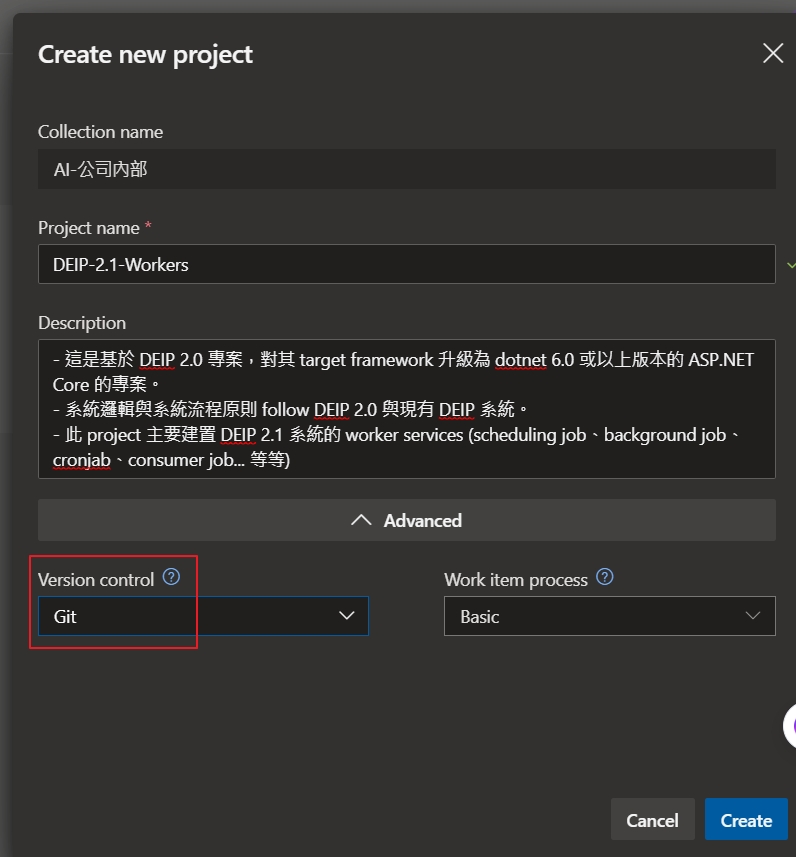 Create new project
Collection name
AI-公司內部
Project name *
DEIP-2.1-Workers
Description
- 這是基於 DEIP 2.0 專案，對其 target framework 升級為 dotnet 6.0 或以上版本的 ASP.NET
Core 的專案。
- 系統邏輯與系統流程原則 follow DEIP 2.0 與現有 DEIP 系統。
- 此 project 主要建置 DEIP 2.1 系統的 worker services (scheduling job、background job、
cronjab、consumer job... 等等)
Advanced
Version control ?
Work item process ?
Git
Basic
Cancel
Create